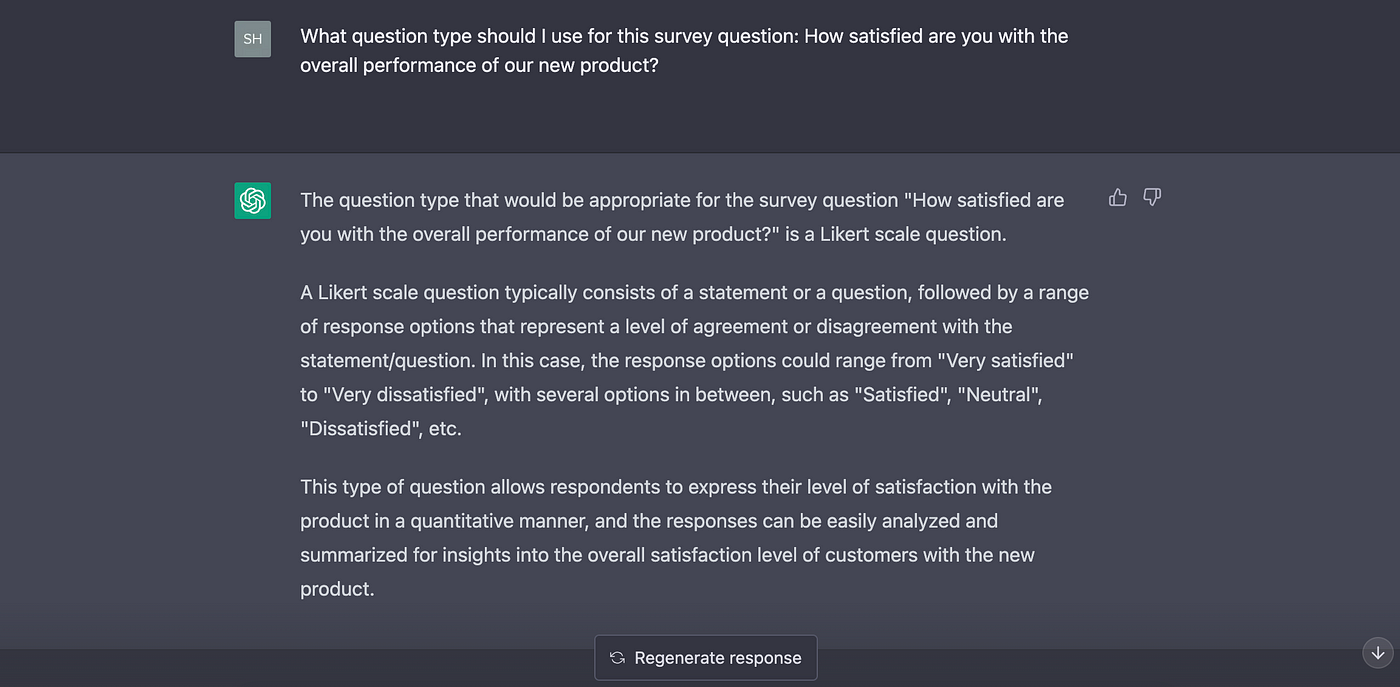 SH
What question type should I use for this survey question: How satisfied are you with the
overall performance of our new product?
The question type that would be appropriate for the survey question "How satisfied are
you with the overall performance of our new product?" is a Likert scale question.
A Likert scale question typically consists of a statement or a question, followed by a range
of response options that represent a level of agreement or disagreement with the
statement/question. In this case, the response options could range from "Very satisfied"
to "Very dissatisfied", with several options in between, such as "Satisfied", "Neutral",
"Dissatisfied", etc.
This type of question allows respondents to express their level of satisfaction with the
product in a quantitative manner, and the responses can be easily analyzed and
summarized for insights into the overall satisfaction level of customers with the new
product.
Regenerate response